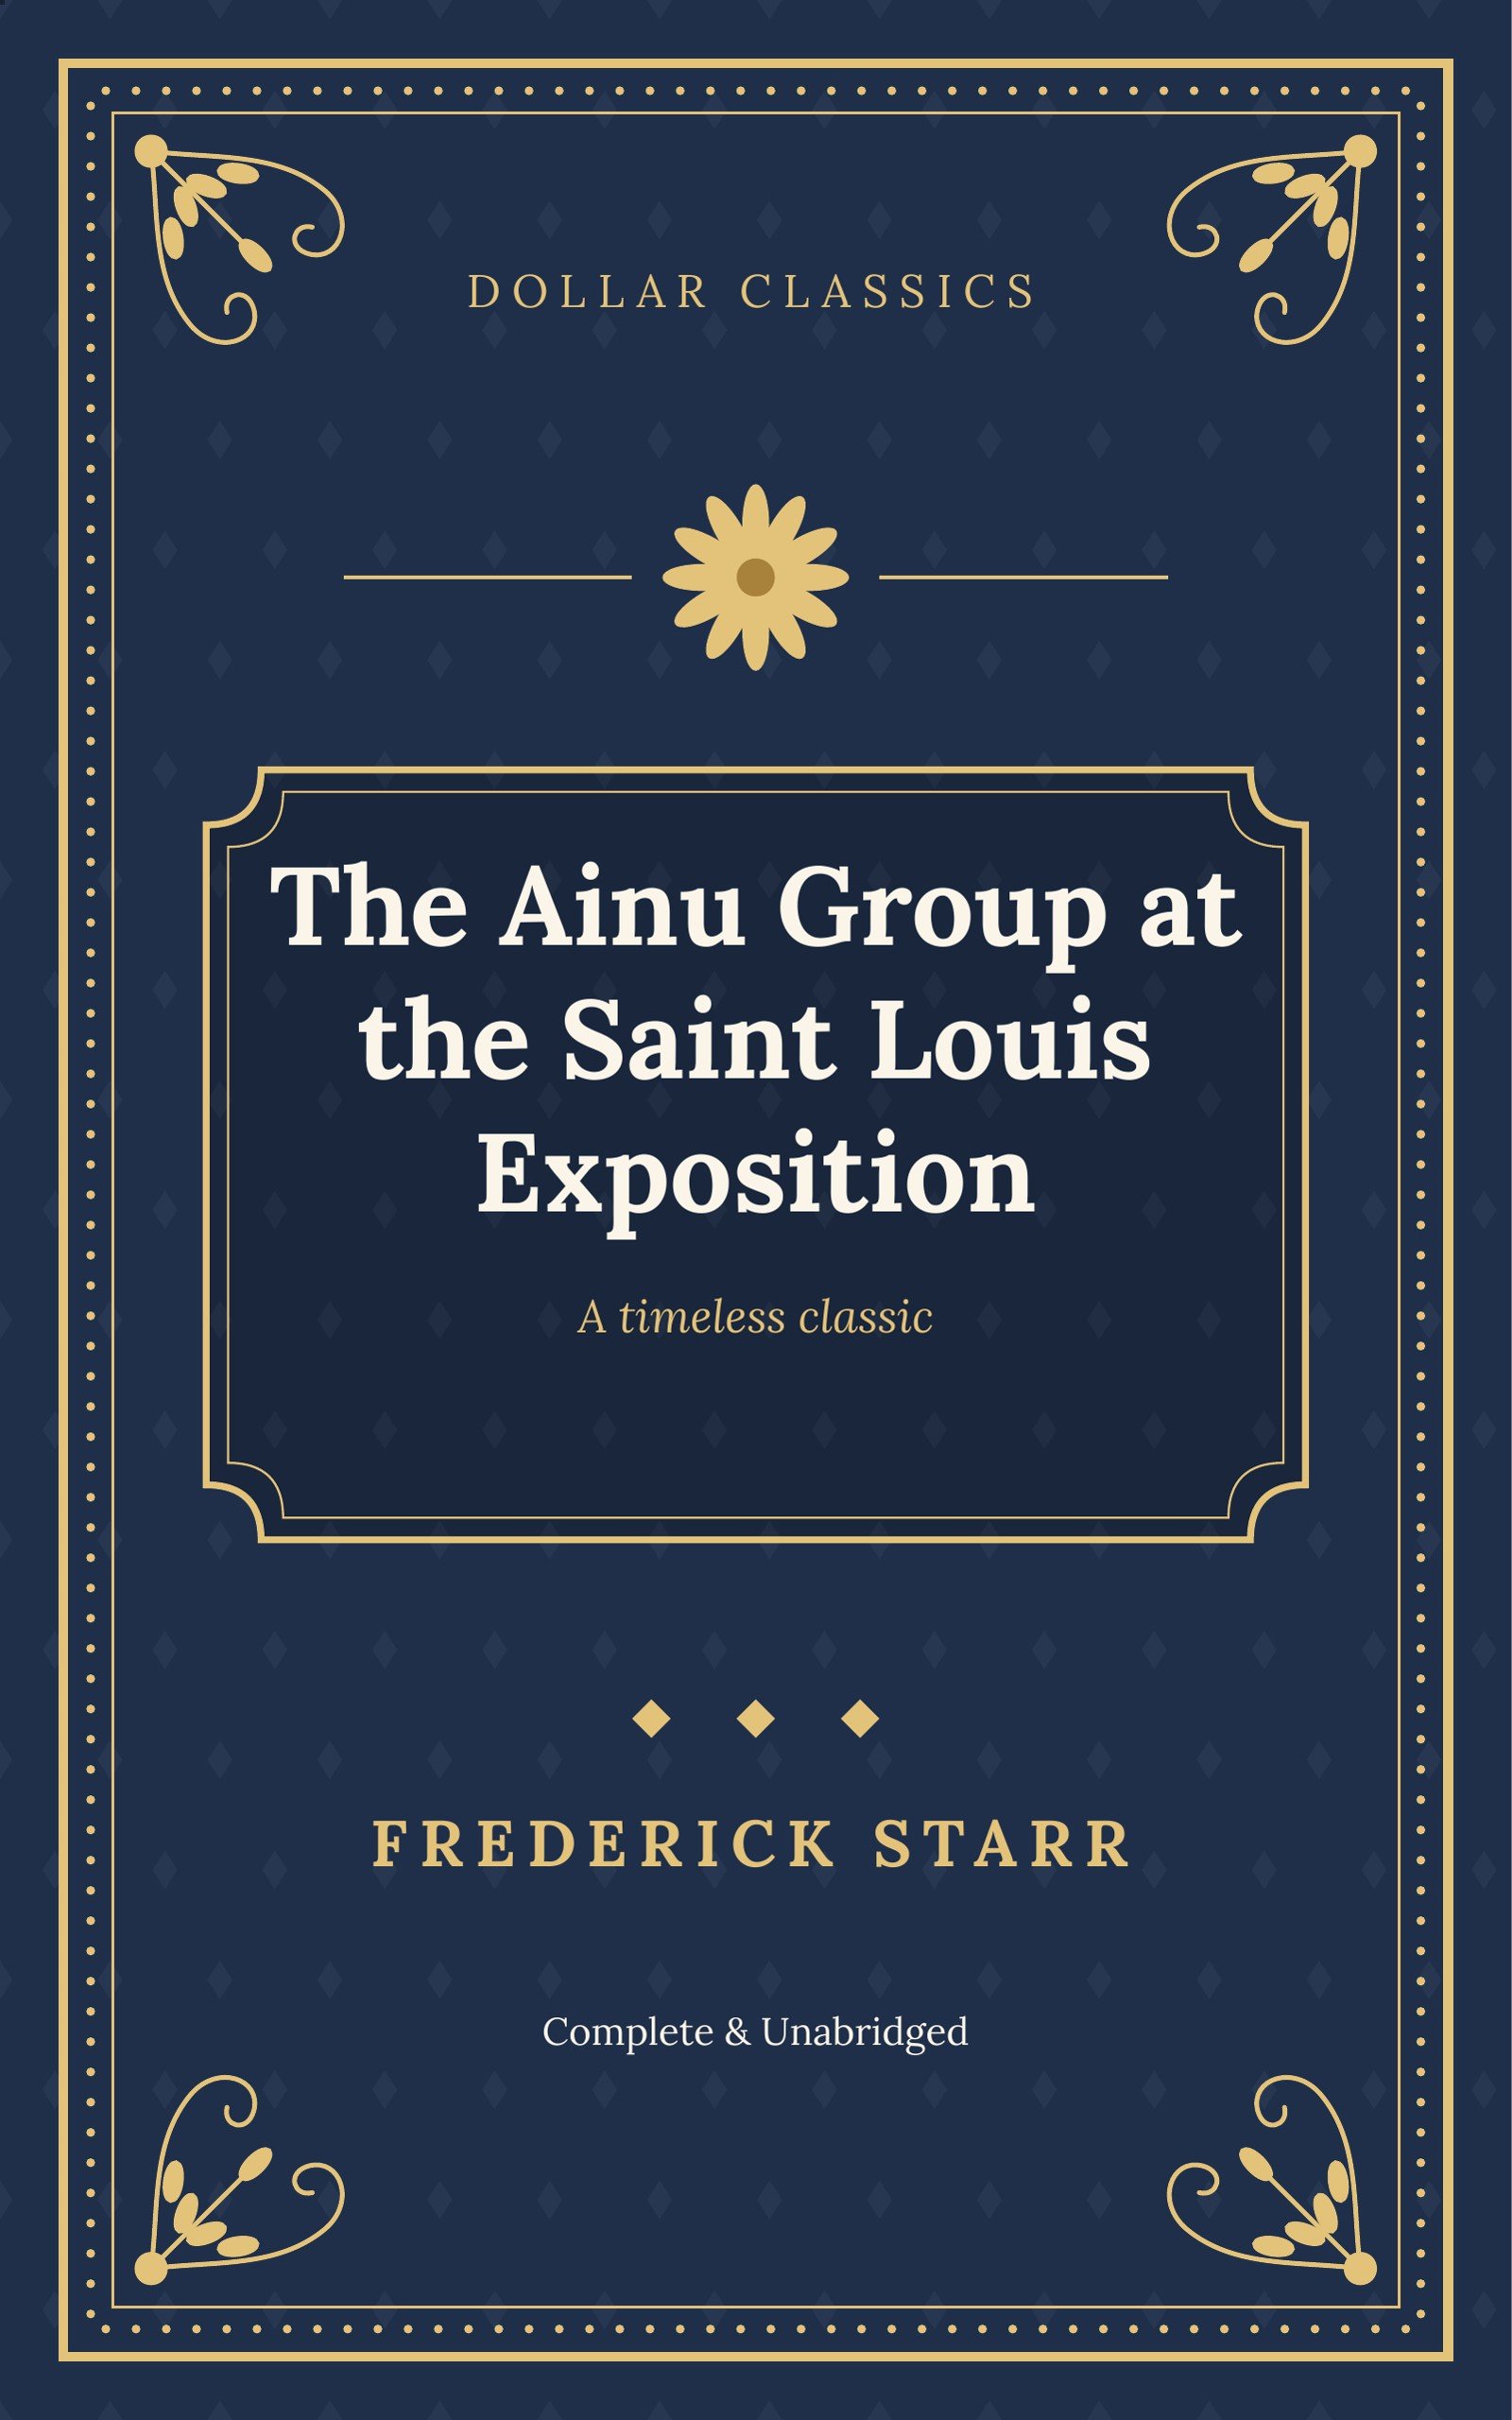 DOLLAR CLASSICS
The Ainu Group at
the Saint Louis
Exposition
A timeless classic
FREDERICK STARR
Complete & Unabridged